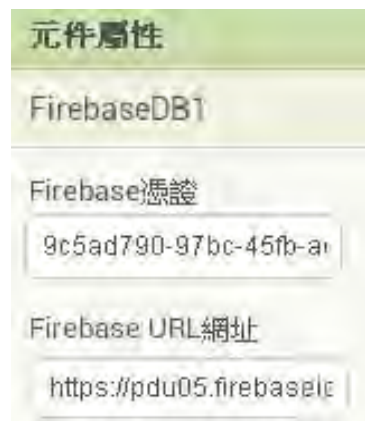 元件屬性
FirebaseDB1
Firebase憑證
9c5ad790-97bc-45fb-a
Firebase URL網址
https://pdu05.firebaseio